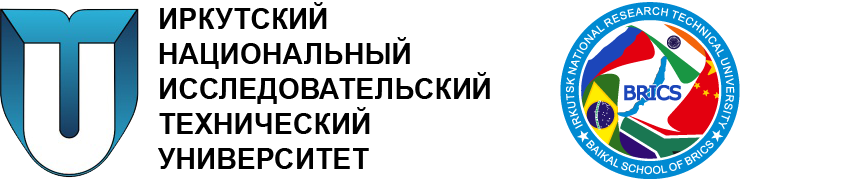 ИРКУТСКИЙ
НАЦИОНАЛЬНЫЙ
ИССЛЕДОВАТЕЛЬСКИЙ
ТЕХНИЧЕСКИЙ
УНИВЕРСИТЕТ
IRKUTSK NATIONAL RESEARCH TECHNICAL UNIVERSITY
BRICS
BAIKAL SCHOOL OF BRICS